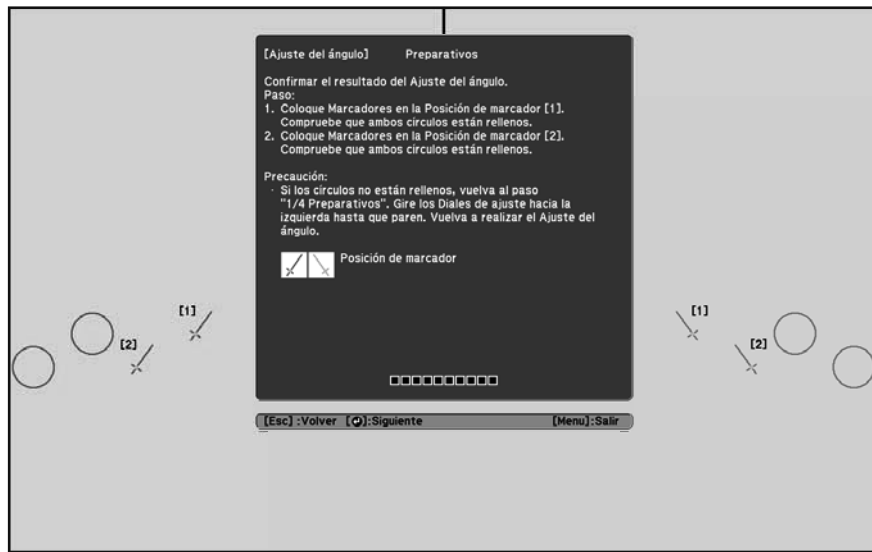 [Ajuste del ángulo] Preparativos
Confirmar el resultado del Ajuste del ángulo.
Paso:
1. Coloque Marcadores en la Posición de marcador [1].
Compruebe que ambos círculos están rellenos.
2. Coloque Marcadores en la Posición de marcador [2].
Compruebe que ambos círculos están rellenos.
Precaución:
· Si los círculos no están rellenos, vuelva al paso
"1/4 Preparativos". Gire los Diales de ajuste hacia la
izquierda hasta que paren. Vuelva a realizar el Ajuste del
ángulo.
Posición de marcador
[1]
[2]
[1]
[2]
[Esc] :Volver [↵]:Siguiente [Menu]:Salir